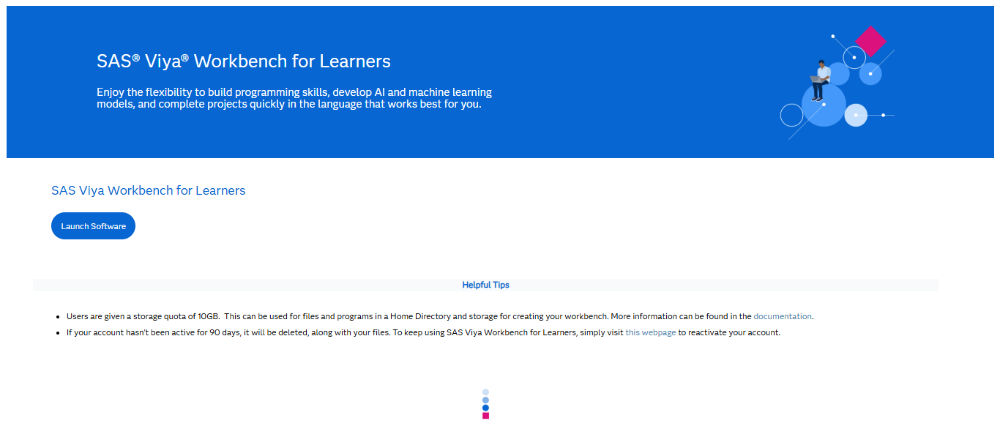 SAS® Viya® Workbench for Learners
Enjoy the flexibility to build programming skills, develop AI and machine learning
models, and complete projects quickly in the language that works best for you.
SAS Viya Workbench for Learners
Launch Software
Helpful Tips
Users are given a storage quota of 10GB.  This can be used for files and programs in a Home Directory and storage for creating your workbench. More information can be found in the documentation.
If your account hasn't been active for 90 days, it will be deleted, along with your files. To keep using SAS Viya Workbench for Learners, simply visit this webpage to reactivate your account.